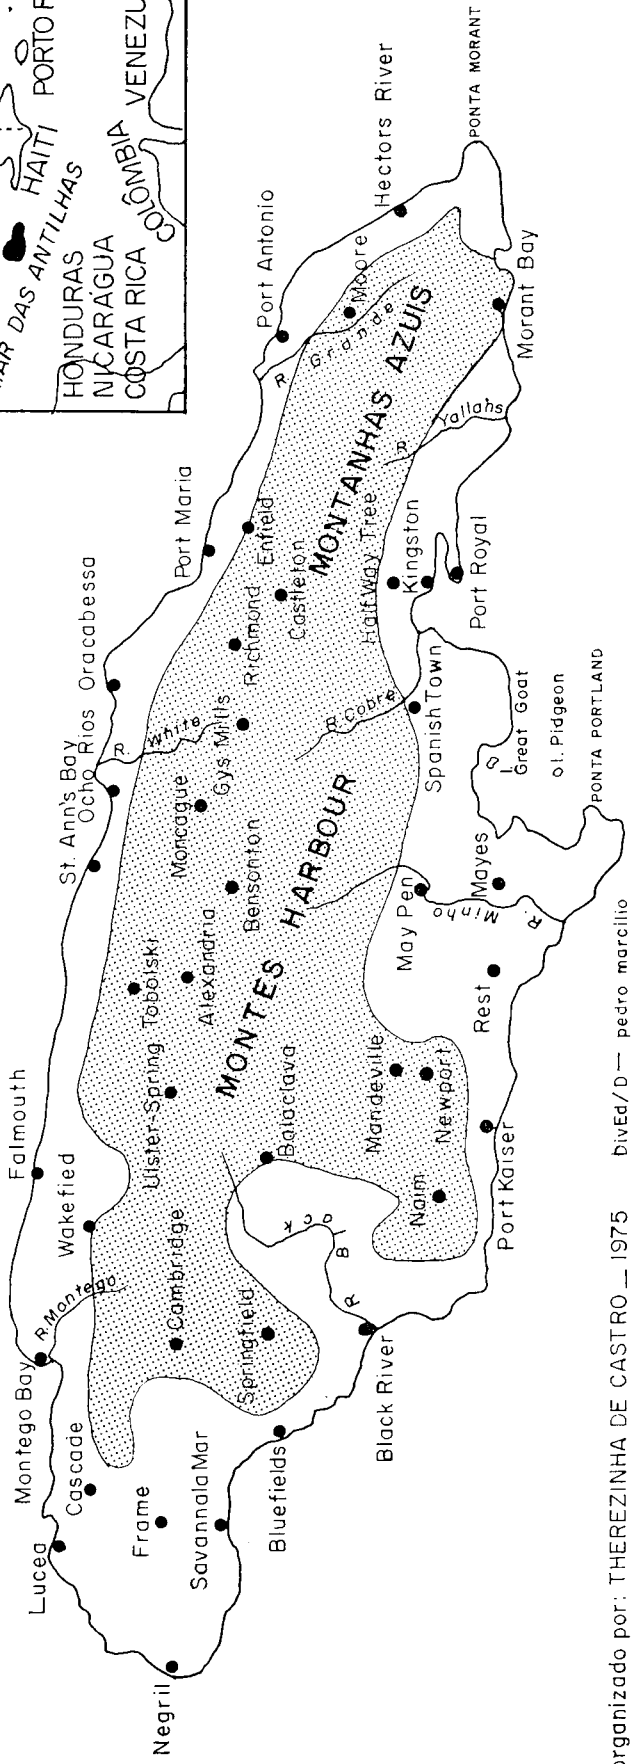 MAR DAS ANTILHAS
HAITI
HONDURAS
NICARÁGUA
COSTA RICA
COLÔMBIA
Negril
Lucea
Montego Bay
R. Montego
Cascade
Frame
Savannala Mar
Bluefields
Wakefied
Falmouth
Cambridge
Springfield
Black River
R. Black
Ulster-Spring
Tobolski
Alexandria
Balaclava
MONTES HARBOUR
Mandeville
Newport
Naim
Port Kaiser
Rest
May Pen
Mayes
R. Minho
St. Ann's Bay
Ocho Rios
Oracabessa
R. White
Moncague
Gys Mills
Bensonton
R. Cobre
Spanish Town
I. Great Goat
I. Pidgeon
PONTA PORTLAND
Port Maria
Enfield
Richmond
Castleton
Half Way Tree
Kingston
Port Royal
MONTANHAS AZUIS
R. Yallahs
Port Antonio
R. Grande
Moore
Hectors River
Morant Bay
PONTA MORANT
organizado por: THEREZINHA DE CASTRO — 1975
DivEd/D — pedro marcilio